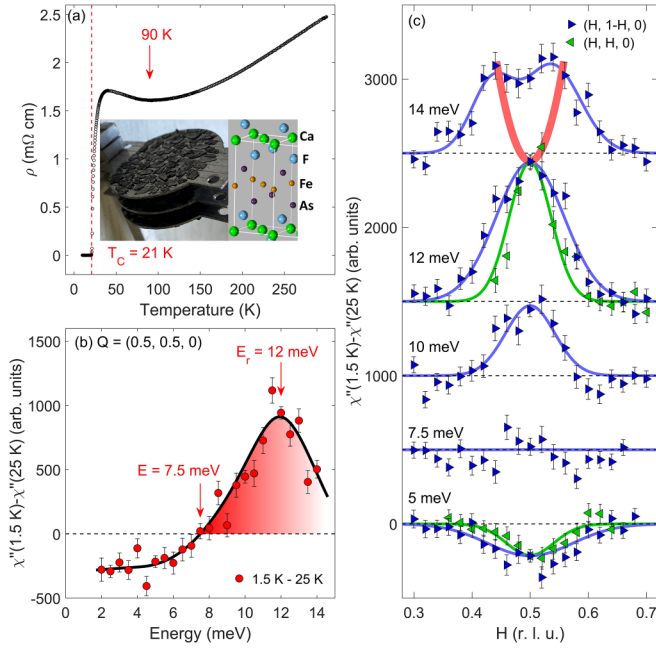 (a)
90 K
ρ (mΩ cm)
2.5
2
1.5
1
0.5
0
Ca
F
Fe
As
T_C = 21 K
0 50 100 150 200 250
Temperature (K)
(b) Q = (0.5, 0.5, 0)
E_r = 12 meV
E = 7.5 meV
χ''(1.5 K)-χ''(25 K) (arb. units)
1000
500
0
-500
1.5 K - 25 K
0 2 4 6 8 10 12 14
Energy (meV)
(c)
(H, 1-H, 0)
(H, H, 0)
14 meV
12 meV
10 meV
7.5 meV
5 meV
χ''(1.5 K)-χ''(25 K) (arb. units)
3000
2000
1000
0
0.3 0.4 0.5 0.6 0.7
H (r. l. u.)